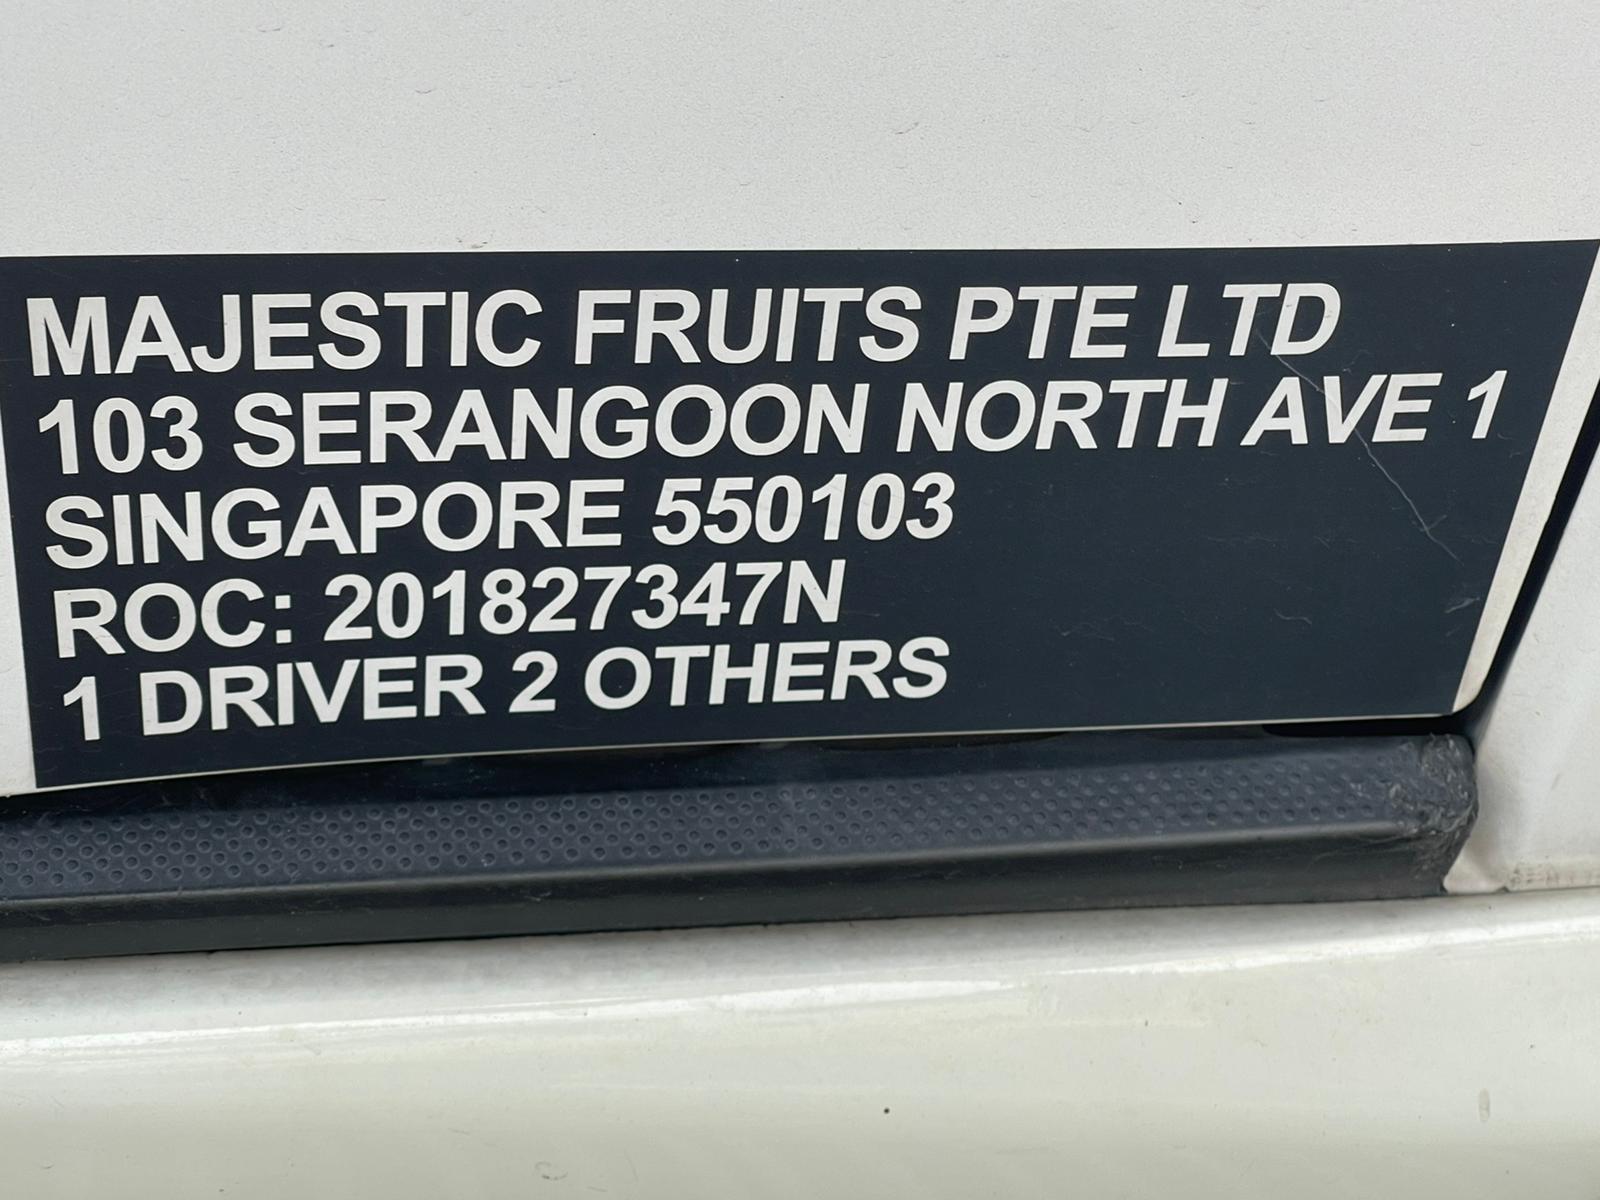 MAJESTIC FRUITS PTE LTD
103 SERANGOON NORTH AVE 1
SINGAPORE 550103
ROC: 201827347N
1 DRIVER 2 OTHERS